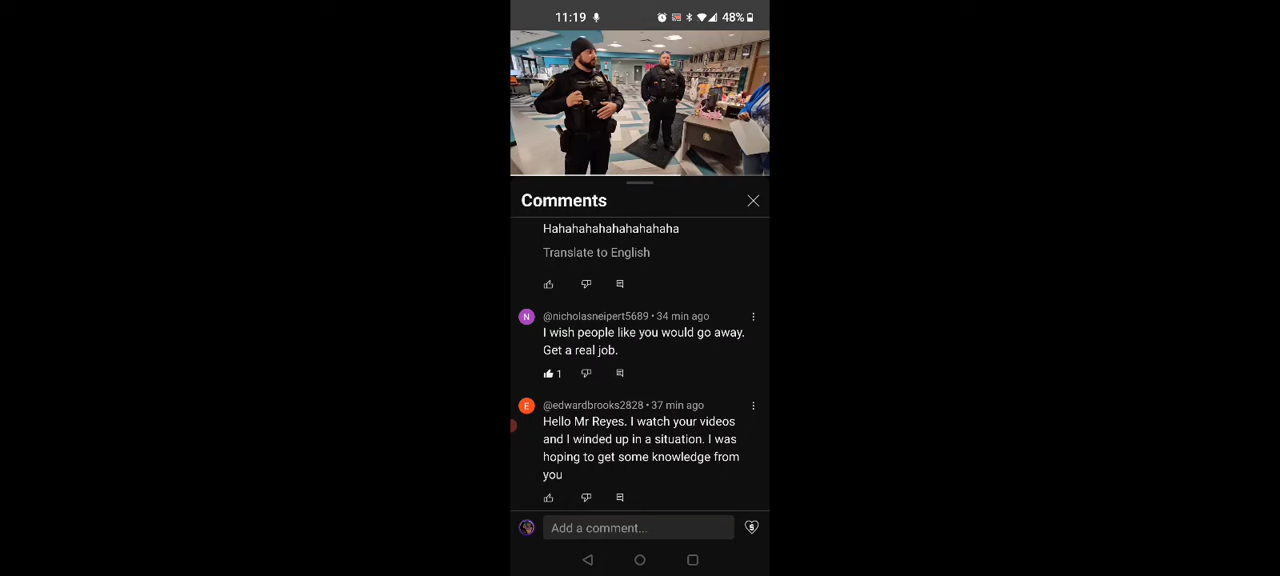 11:19
48%
Comments
Hahahahahahahahaha
Translate to English
N
@nicholasneipert5689 • 34 min ago
I wish people like you would go away.
Get a real job.
1
E
@edwardbrooks2828 • 37 min ago
Hello Mr Reyes. I watch your videos
and I winded up in a situation. I was
hoping to get some knowledge from
you
Add a comment...